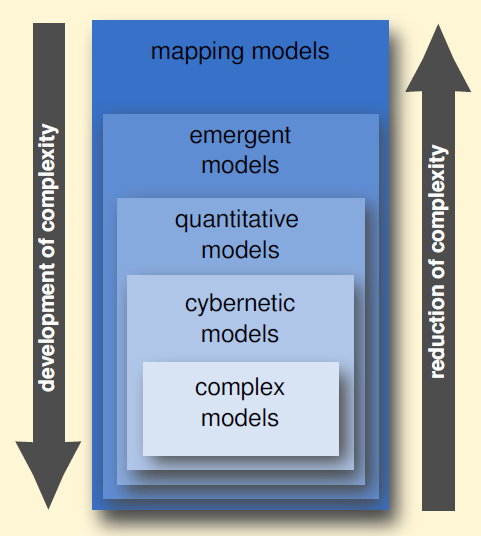 mapping models
emergent
models
quantitative
models
cybernetic
models
complex
models
development of complexity
reduction of complexity